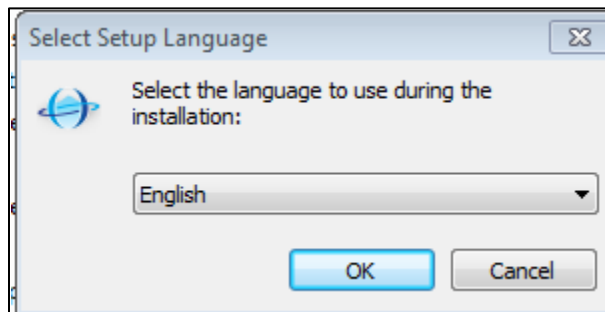 Select Setup Language
Select the language to use during the
installation:
English
OK
Cancel